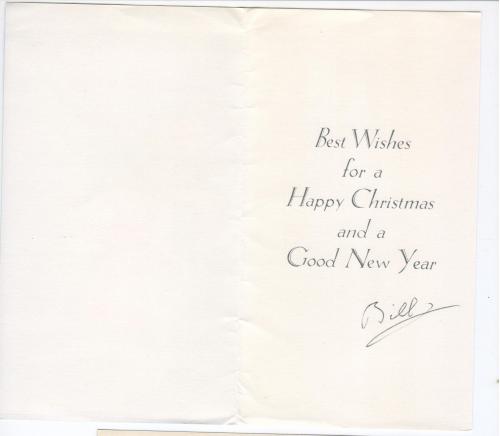 Best Wishes
for a
Happy Christmas
and a
Good New Year
Bill